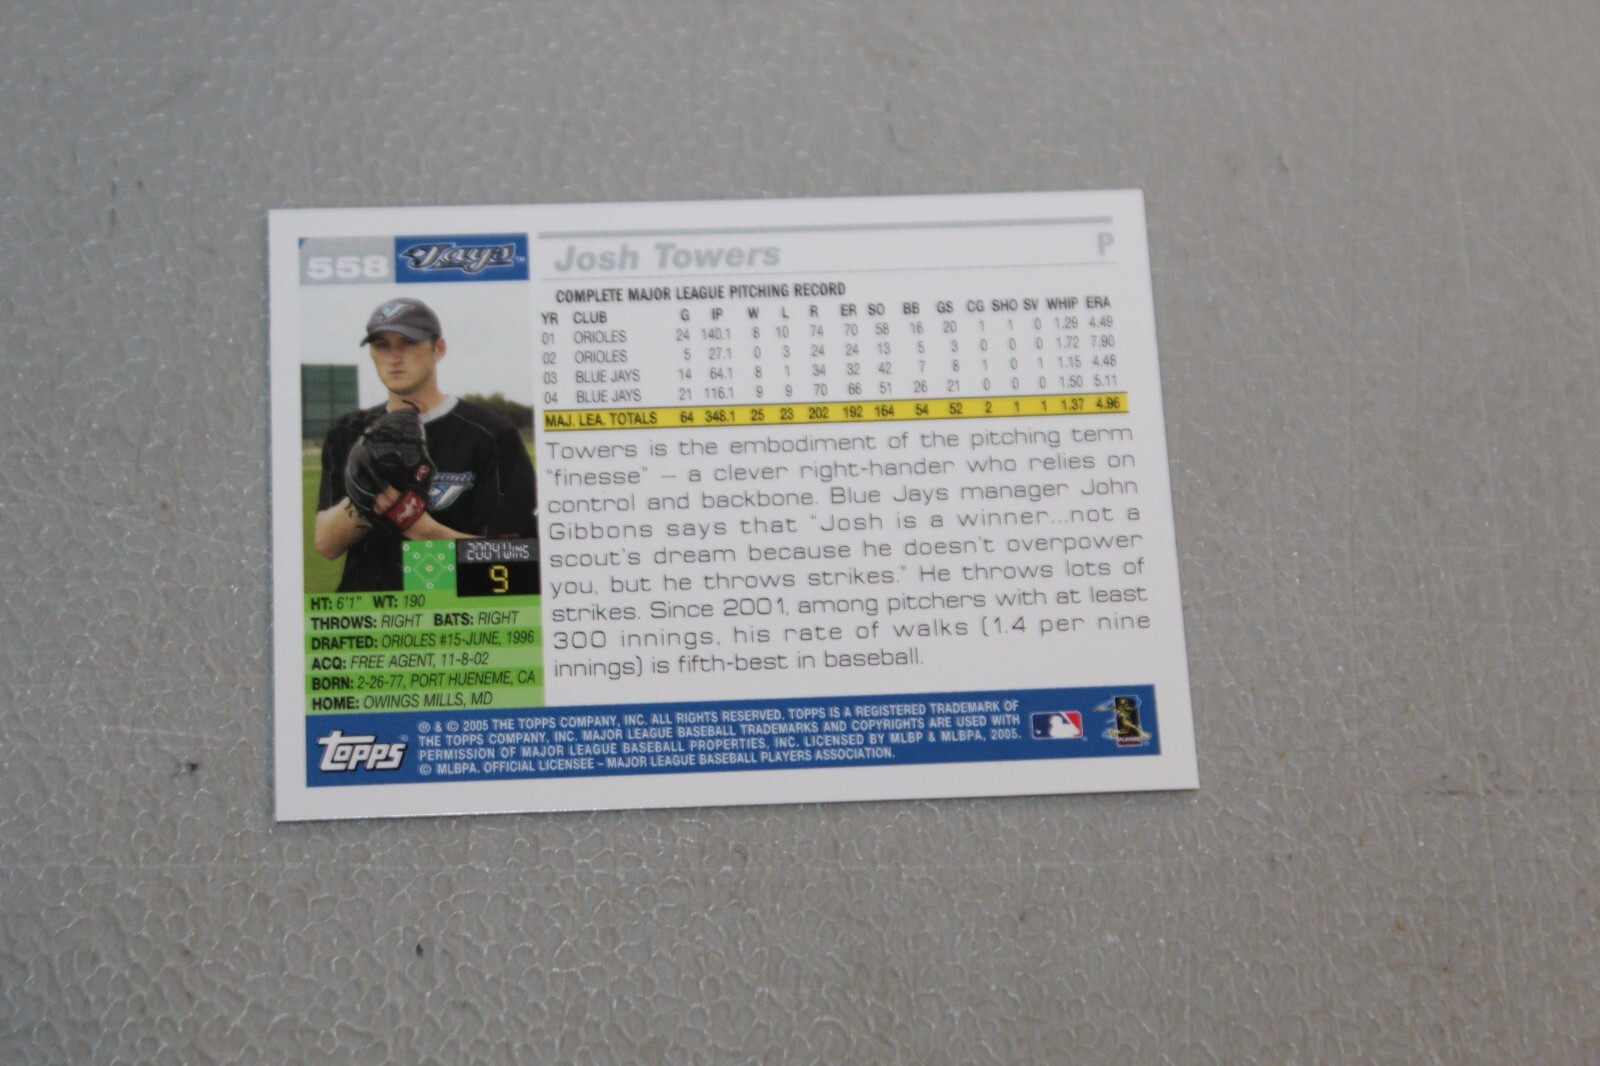 558 Jays™ Josh Towers P
COMPLETE MAJOR LEAGUE PITCHING RECORD
YR CLUB G IP W L R ER SO BB GS CG SHO SV WHIP ERA
01 ORIOLES 24 140.1 8 10 74 70 58 16 20 1 1 0 1.29 4.49
02 ORIOLES 5 27.1 0 3 24 24 13 5 3 0 0 0 1.72 7.90
03 BLUE JAYS 14 64.1 8 1 34 32 42 7 8 1 0 1 1.15 4.48
04 BLUE JAYS 21 116.1 9 9 70 66 51 26 21 0 0 0 1.50 5.11
MAJ. LEA. TOTALS 64 348.1 25 23 202 192 164 54 52 2 1 1 1.37 4.96
Towers is the embodiment of the pitching term
"finesse" – a clever right-hander who relies on
control and backbone. Blue Jays manager John
Gibbons says that "Josh is a winner...not a
scout's dream because he doesn't overpower
you, but he throws strikes." He throws lots of
strikes. Since 2001, among pitchers with at least
300 innings, his rate of walks (1.4 per nine
innings) is fifth-best in baseball.
2004 WINS
9
HT: 6'1" WT: 190
THROWS: RIGHT BATS: RIGHT
DRAFTED: ORIOLES #15-JUNE, 1996
ACQ: FREE AGENT, 11-8-02
BORN: 2-26-77, PORT HUENEME, CA
HOME: OWINGS MILLS, MD
topps®
® & © 2005 THE TOPPS COMPANY, INC. ALL RIGHTS RESERVED. TOPPS IS A REGISTERED TRADEMARK OF
THE TOPPS COMPANY, INC. MAJOR LEAGUE BASEBALL TRADEMARKS AND COPYRIGHTS ARE USED WITH
PERMISSION OF MAJOR LEAGUE BASEBALL PROPERTIES, INC. LICENSED BY MLBP & MLBPA, 2005.
© MLBPA. OFFICIAL LICENSEE – MAJOR LEAGUE BASEBALL PLAYERS ASSOCIATION.